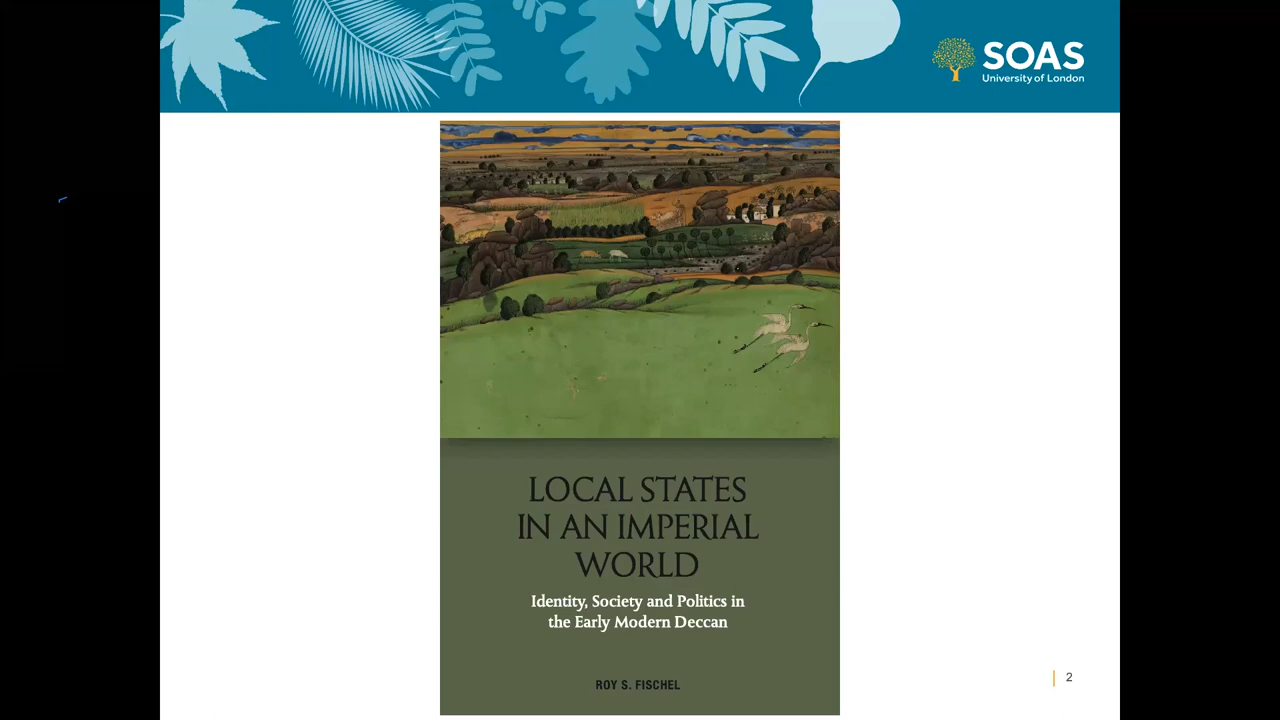 SOAS
University of London
LOCAL STATES
IN AN IMPERIAL
WORLD
Identity, Society and Politics in
the Early Modern Deccan
ROY S. FISCHEL
2